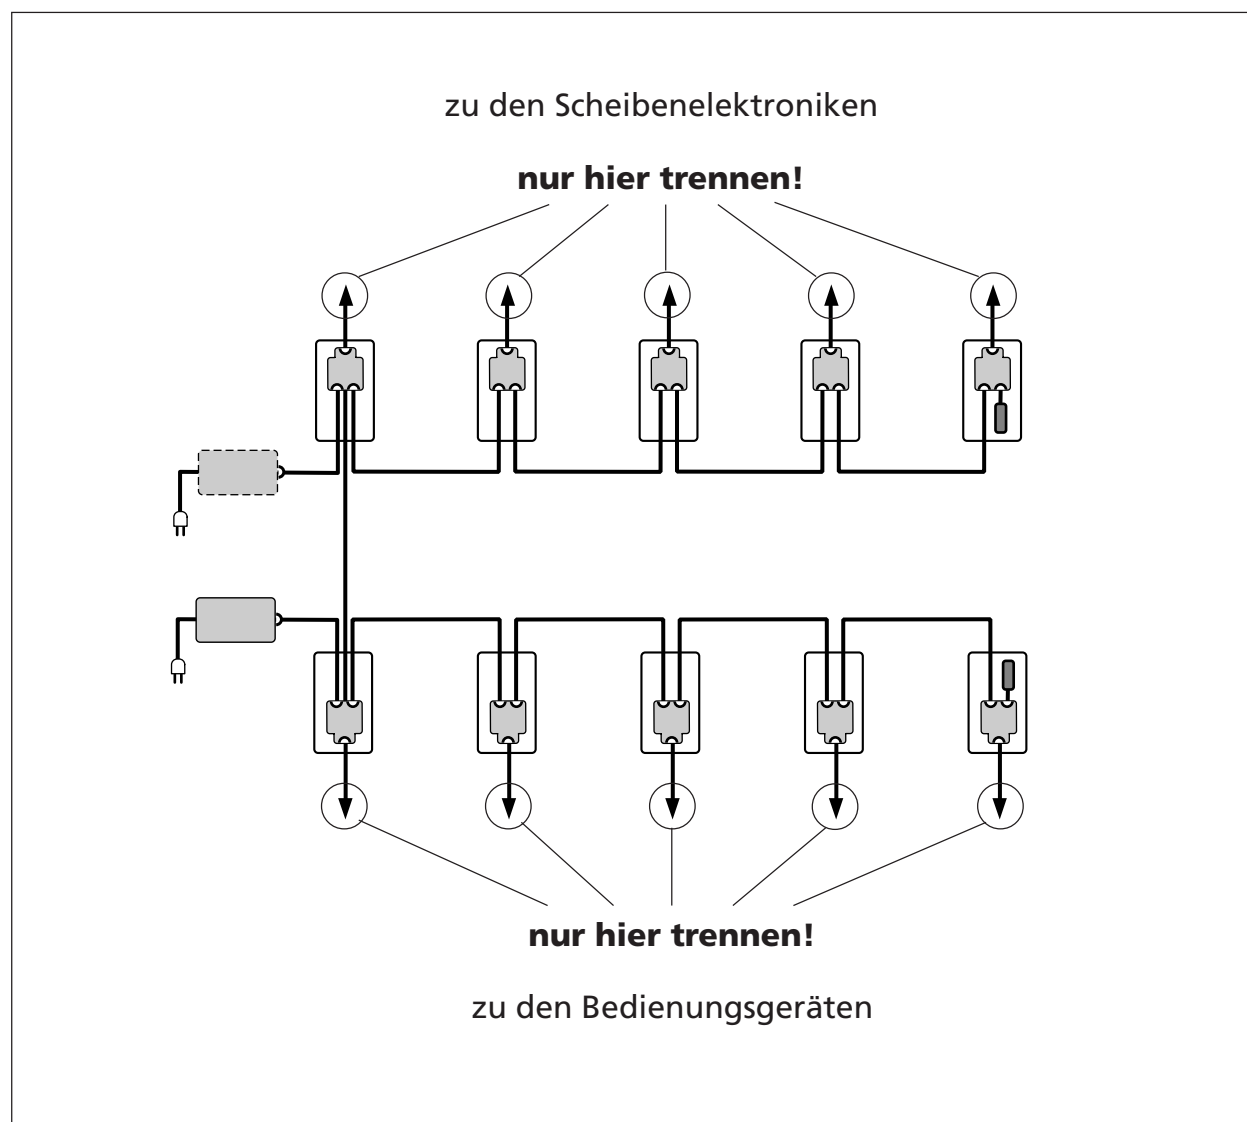 zu den Scheibenelektroniken
nur hier trennen!
nur hier trennen!
zu den Bedienungsgeräten